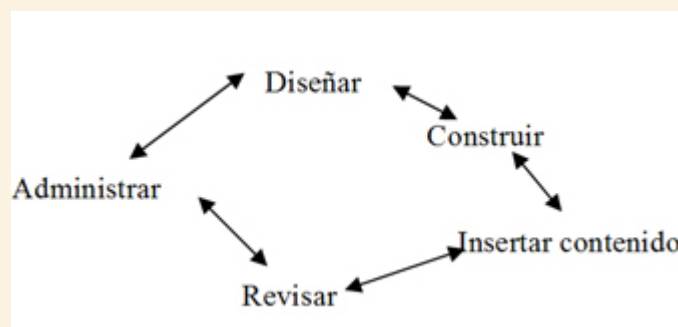 Diseñar
Construir
Administrar
Insertar contenido
Revisar